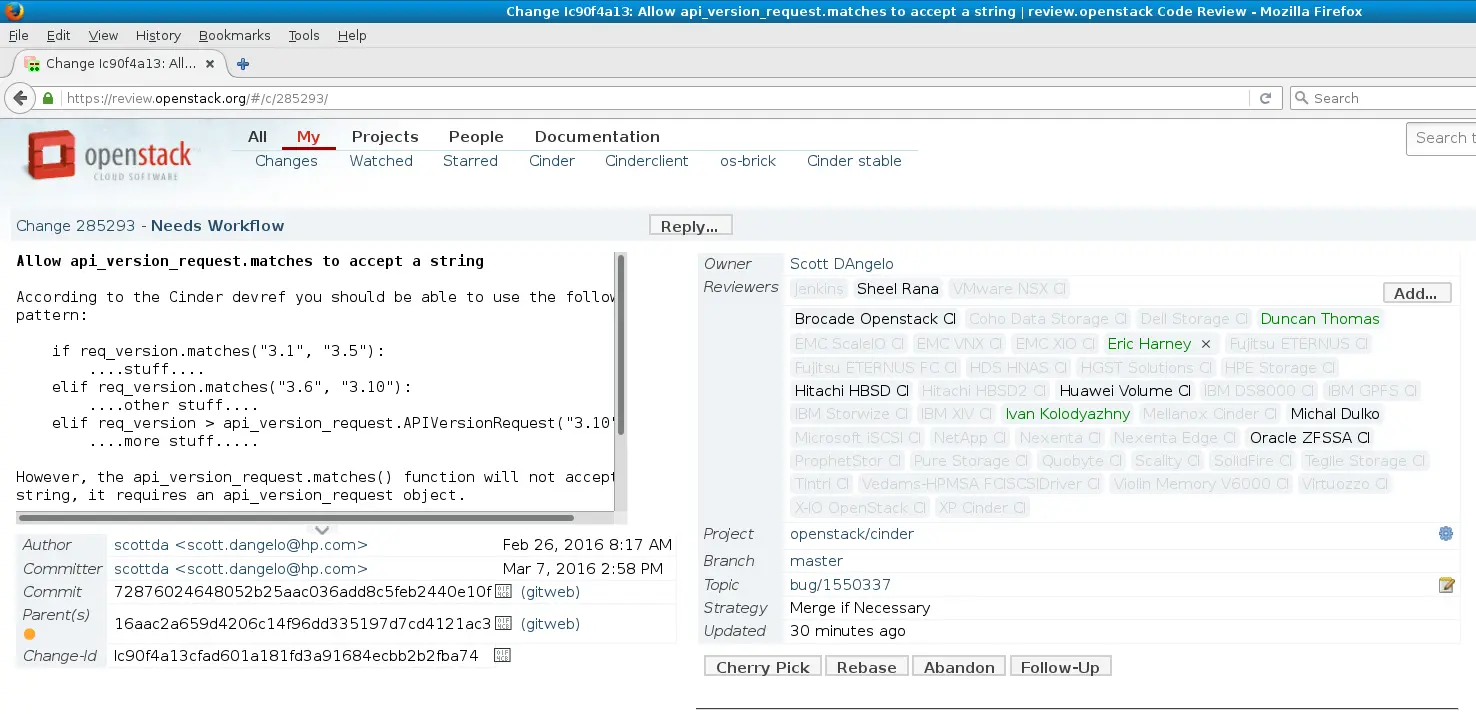 Change Ic90f4a13: Allow api_version_request.matches to accept a string | review.openstack Code Review - Mozilla Firefox
File Edit View History Bookmarks Tools Help
Change Ic90f4a13: All... ×
https://review.openstack.org/#/c/285293/
Search
openstack
CLOUD SOFTWARE
All My Projects People Documentation
Search t
Changes Watched Starred Cinder Cinderclient os-brick Cinder stable
Change 285293 - Needs Workflow
Reply...
Allow api_version_request.matches to accept a string
According to the Cinder devref you should be able to use the follow
pattern:
if req_version.matches("3.1", "3.5"):
....stuff....
elif req_version.matches("3.6", "3.10"):
....other stuff....
elif req_version > api_version_request.APIVersionRequest("3.10"
....more stuff.....
However, the api_version_request.matches() function will not accept
string, it requires an api_version_request object.
Author scottda <scott.dangelo@hp.com> Feb 26, 2016 8:17 AM
Committer scottda <scott.dangelo@hp.com> Mar 7, 2016 2:58 PM
Commit 72876024648052b25aac036add8c5feb2440e10f (gitweb)
Parent(s) 16aac2a659d4206c14f96dd335197d7cd4121ac3 (gitweb)
Change-Id Ic90f4a13cfad601a181fd3a91684ecbb2b2fba74
Owner Scott DAngelo
Reviewers Jenkins Sheel Rana VMware NSX CI
Add...
Brocade Openstack CI Coho Data Storage CI Dell Storage CI Duncan Thomas
EMC ScaleIO CI EMC VNX CI EMC XIO CI Eric Harney × Fujitsu ETERNUS CI
Fujitsu ETERNUS FC CI HDS HNAS CI HGST Solutions CI HPE Storage CI
Hitachi HBSD CI Hitachi HBSD2 CI Huawei Volume CI IBM DS8000 CI IBM GPFS CI
IBM Storwize CI IBM XIV CI Ivan Kolodyazhny Mellanox Cinder CI Michal Dulko
Microsoft iSCSI CI NetApp CI Nexenta CI Nexenta Edge CI Oracle ZFSSA CI
ProphetStor CI Pure Storage CI Quobyte CI Scality CI SolidFire CI Tegile Storage CI
Tintri CI Vedams-HPMSA FCISCSIDriver CI Violin Memory V6000 CI Virtuozzo CI
X-IO OpenStack CI XP Cinder CI
Project openstack/cinder
Branch master
Topic bug/1550337
Strategy Merge if Necessary
Updated 30 minutes ago
Cherry Pick Rebase Abandon Follow-Up